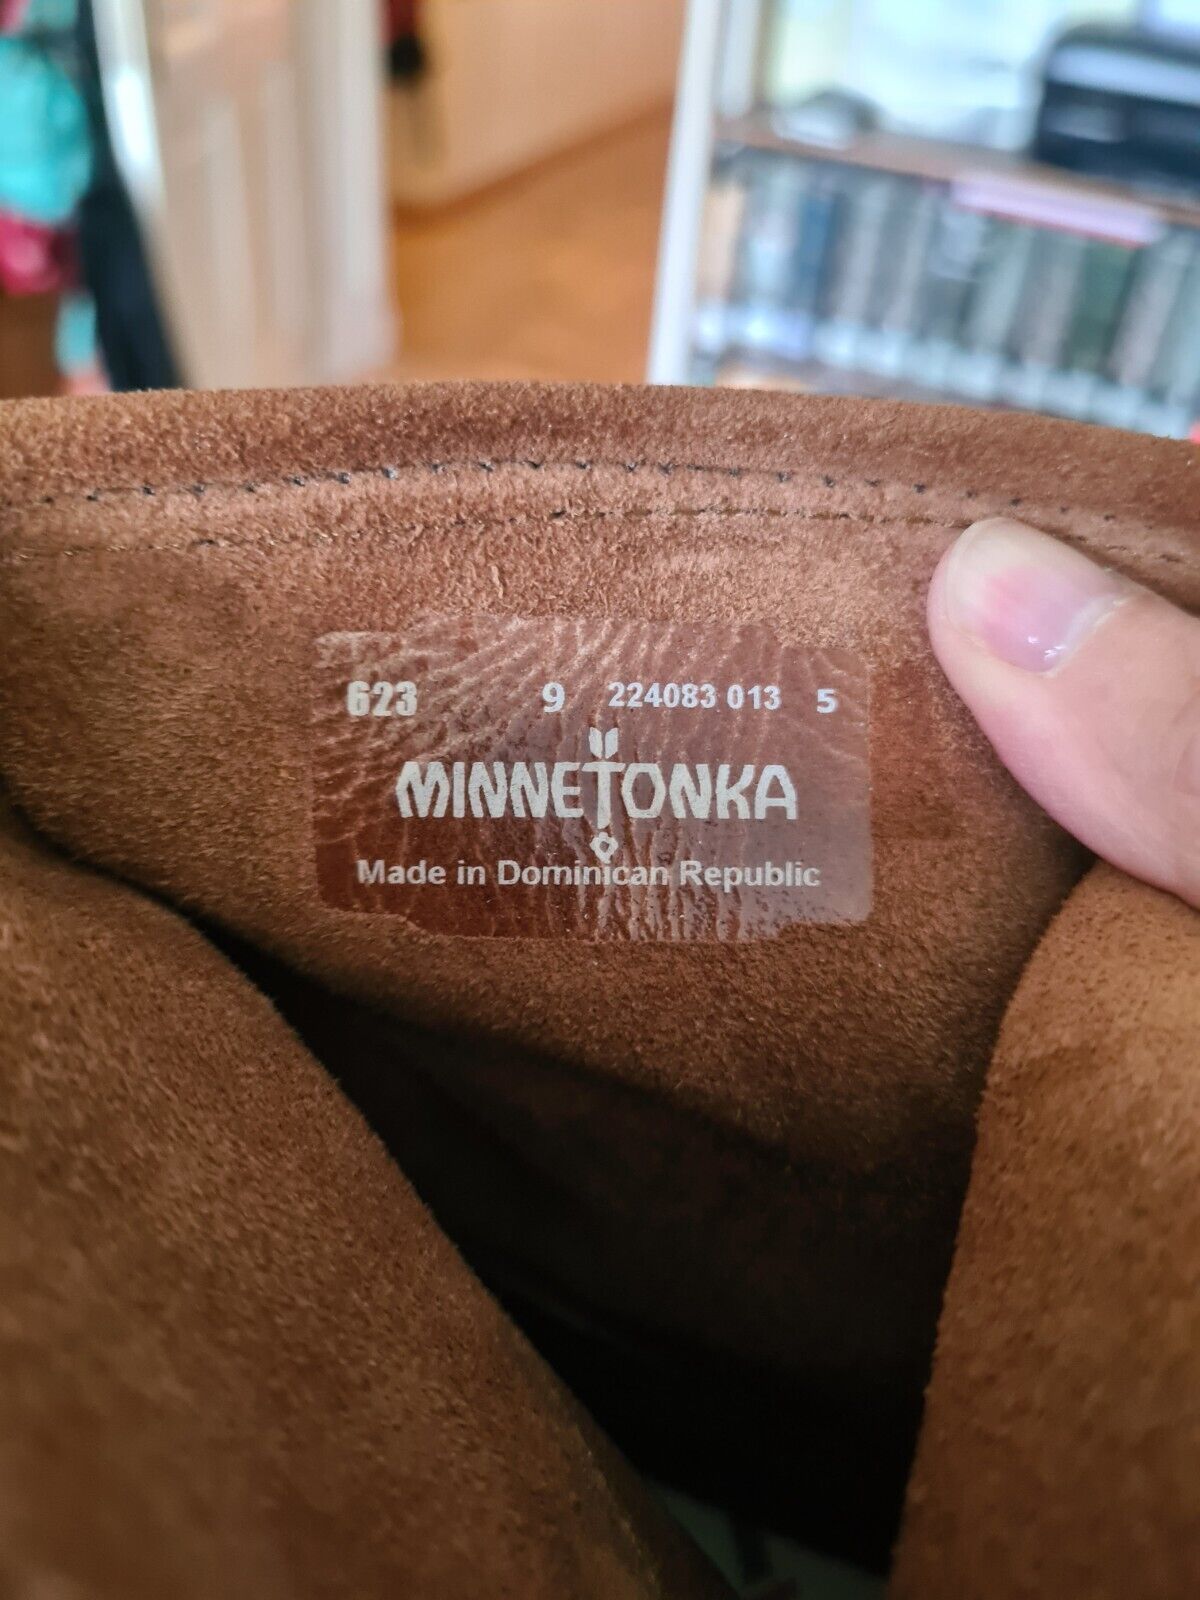 623 9 224083 013 5
MINNETONKA
Made in Dominican Republic